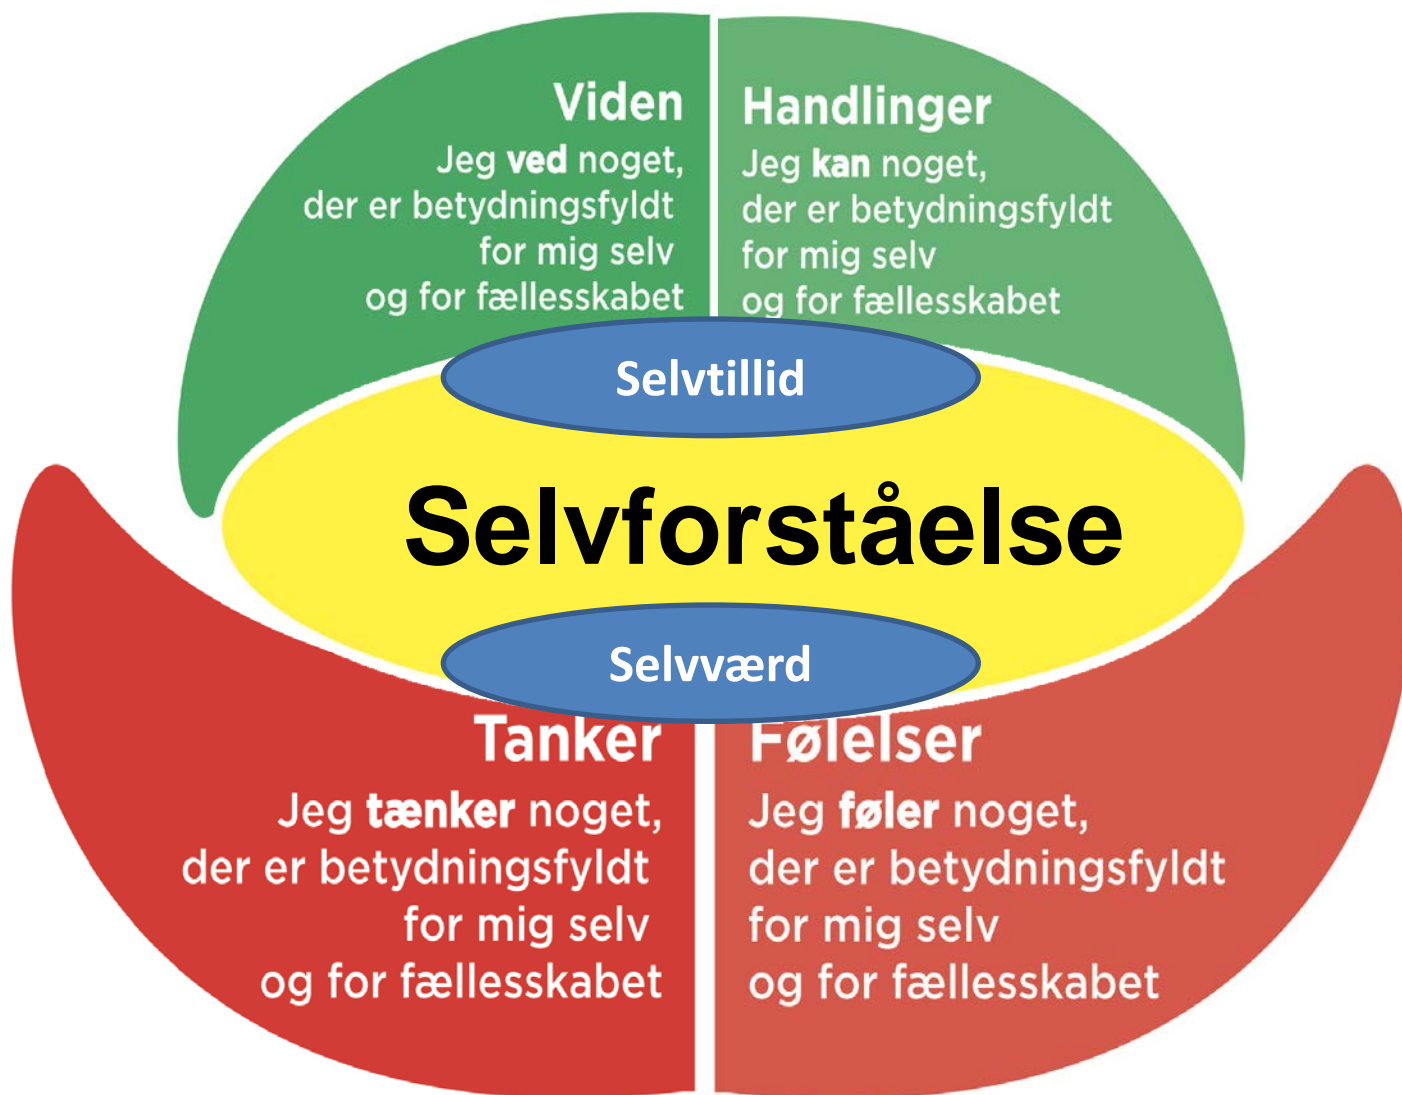 Viden
Jeg ved noget,
der er betydningsfyldt
for mig selv
og for fællesskabet
Handlinger
Jeg kan noget,
der er betydningsfyldt
for mig selv
og for fællesskabet
Selvtillid
Selvforståelse
Selvværd
Tanker
Jeg tænker noget,
der er betydningsfyldt
for mig selv
og for fællesskabet
Følelser
Jeg føler noget,
der er betydningsfyldt
for mig selv
og for fællesskabet